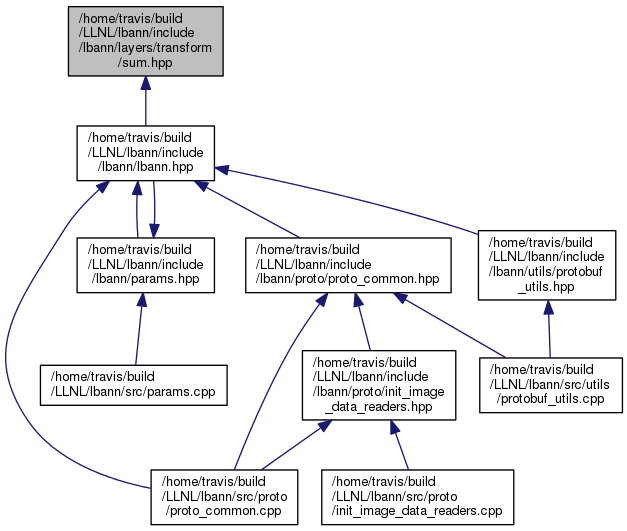 /home/travis/build
/LLNL/lbann/include
/lbann/layers/transform
/sum.hpp
/home/travis/build
/LLNL/lbann/include
/lbann/lbann.hpp
/home/travis/build
/LLNL/lbann/include
/lbann/params.hpp
/home/travis/build
/LLNL/lbann/include
/lbann/proto/proto_common.hpp
/home/travis/build
/LLNL/lbann/include
/lbann/utils/protobuf
_utils.hpp
/home/travis/build
/LLNL/lbann/src/params.cpp
/home/travis/build
/LLNL/lbann/include
/lbann/proto/init_image
_data_readers.hpp
/home/travis/build
/LLNL/lbann/src/utils
/protobuf_utils.cpp
/home/travis/build
/LLNL/lbann/src/proto
/proto_common.cpp
/home/travis/build
/LLNL/lbann/src/proto
/init_image_data_readers.cpp